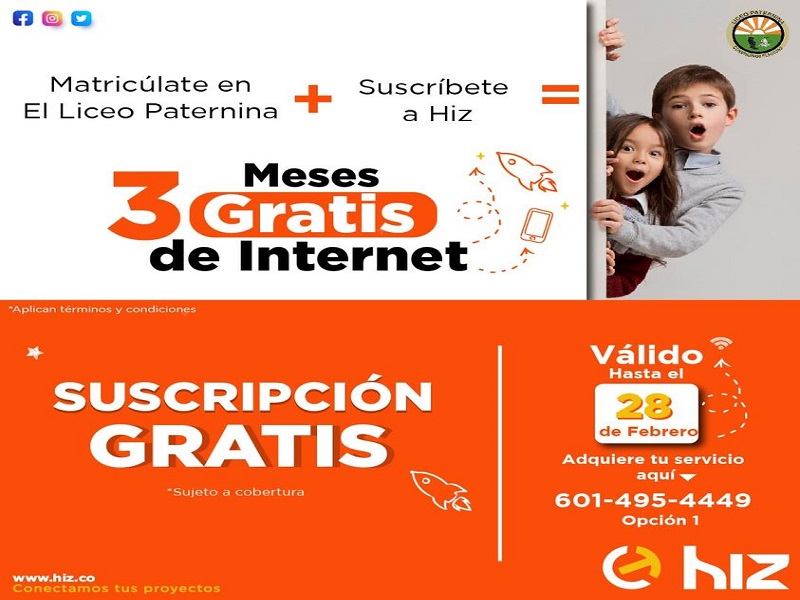 LICEO PATERNINA
Matricúlate en
El Liceo Paternina
+
Suscríbete
a Hiz
=
3 Meses
Gratis
de Internet
*Aplican términos y condiciones
SUSCRIPCIÓN
GRATIS
*Sujeto a cobertura
Válido
Hasta el
28
de Febrero
Adquiere tu servicio
aquí
601-495-4449
Opción 1
hiz
www.hiz.co
Conectamos tus proyectos